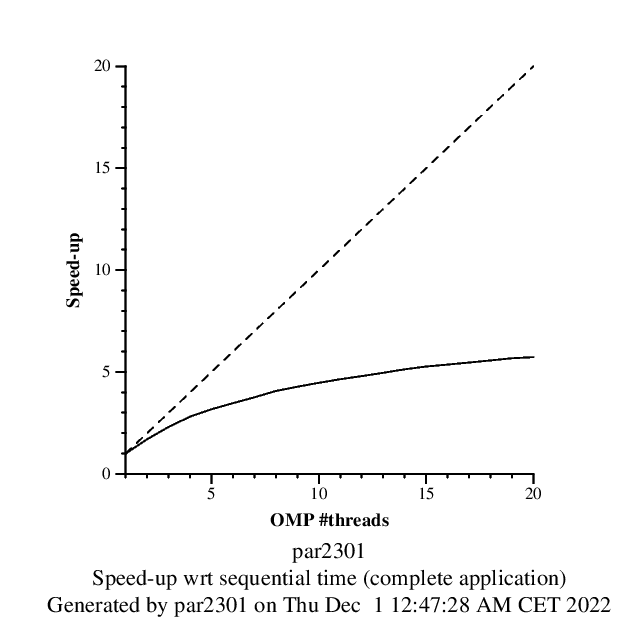 20
15
10
5
0
Speed-up
5 10 15 20
OMP #threads
par2301
Speed-up wrt sequential time (complete application)
Generated by par2301 on Thu Dec  1 12:47:28 AM CET 2022